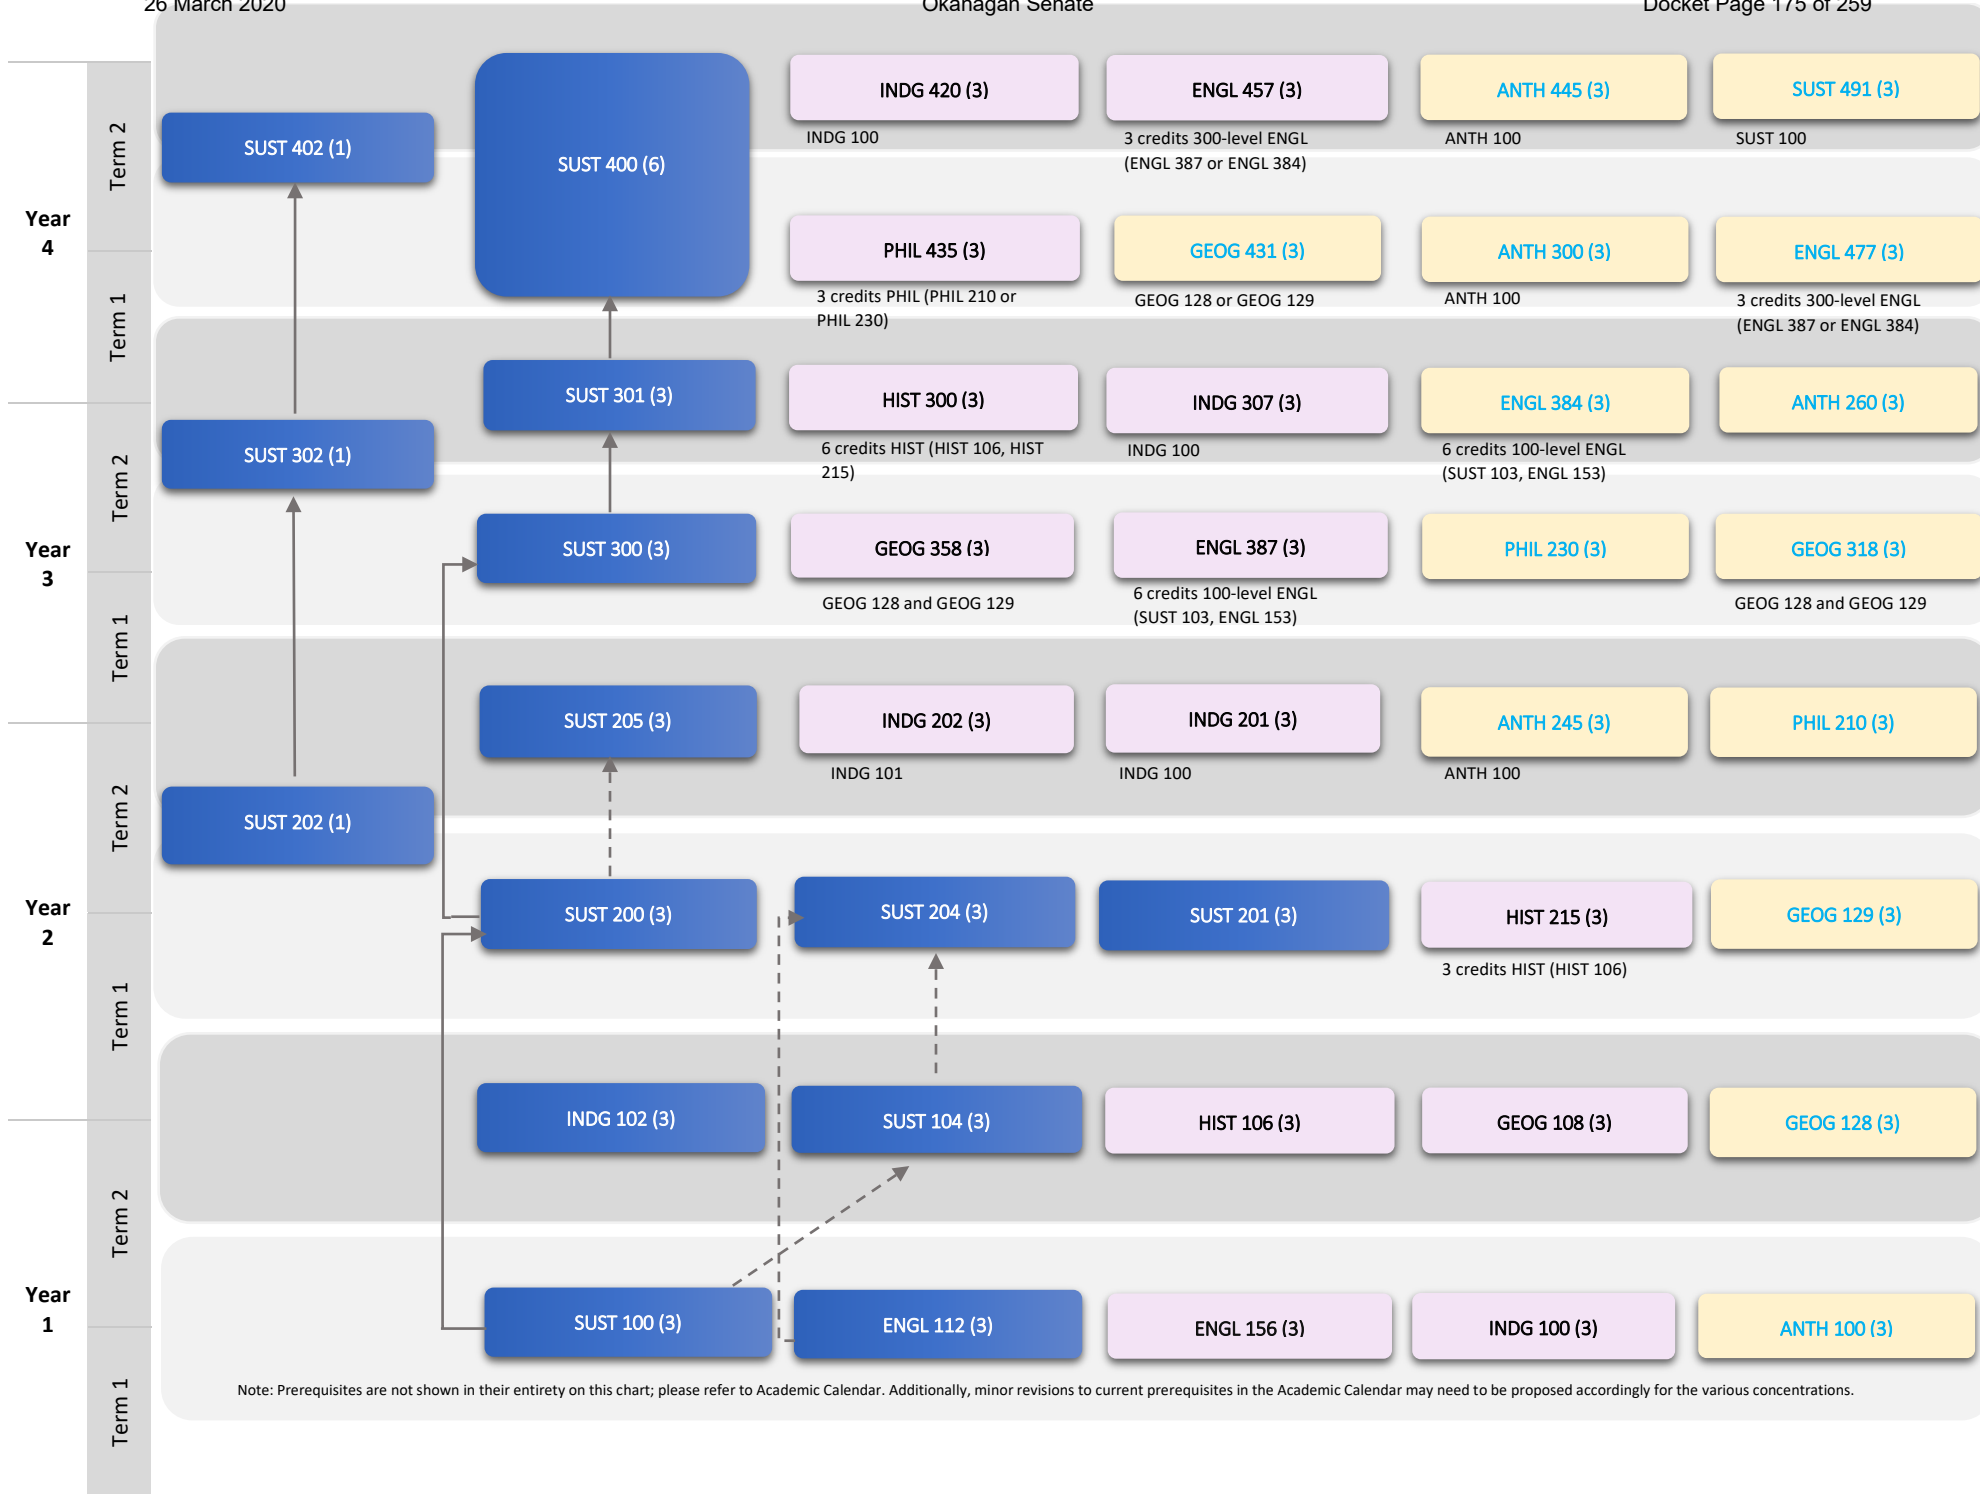 26 March 2020
Okanagan Senate
Docket Page 175 of 259
Year
4
Term 2
Term 1
SUST 402 (1)
SUST 400 (6)
INDG 420 (3)
INDG 100
ENGL 457 (3)
3 credits 300-level ENGL
(ENGL 387 or ENGL 384)
ANTH 445 (3)
ANTH 100
SUST 491 (3)
SUST 100
PHIL 435 (3)
3 credits PHIL (PHIL 210 or
PHIL 230)
GEOG 431 (3)
GEOG 128 or GEOG 129
ANTH 300 (3)
ANTH 100
ENGL 477 (3)
3 credits 300-level ENGL
(ENGL 387 or ENGL 384)
Year
3
Term 2
Term 1
SUST 302 (1)
SUST 301 (3)
HIST 300 (3)
6 credits HIST (HIST 106, HIST
215)
INDG 307 (3)
INDG 100
ENGL 384 (3)
6 credits 100-level ENGL
(SUST 103, ENGL 153)
ANTH 260 (3)
SUST 300 (3)
GEOG 358 (3)
GEOG 128 and GEOG 129
ENGL 387 (3)
6 credits 100-level ENGL
(SUST 103, ENGL 153)
PHIL 230 (3)
GEOG 318 (3)
GEOG 128 and GEOG 129
Year
2
Term 2
Term 1
SUST 202 (1)
SUST 205 (3)
INDG 202 (3)
INDG 101
INDG 201 (3)
INDG 100
ANTH 245 (3)
ANTH 100
PHIL 210 (3)
SUST 200 (3)
SUST 204 (3)
SUST 201 (3)
HIST 215 (3)
3 credits HIST (HIST 106)
GEOG 129 (3)
Year
1
Term 2
Term 1
INDG 102 (3)
SUST 104 (3)
HIST 106 (3)
GEOG 108 (3)
GEOG 128 (3)
SUST 100 (3)
ENGL 112 (3)
ENGL 156 (3)
INDG 100 (3)
ANTH 100 (3)
Note: Prerequisites are not shown in their entirety on this chart; please refer to Academic Calendar. Additionally, minor revisions to current prerequisites in the Academic Calendar may need to be proposed accordingly for the various concentrations.